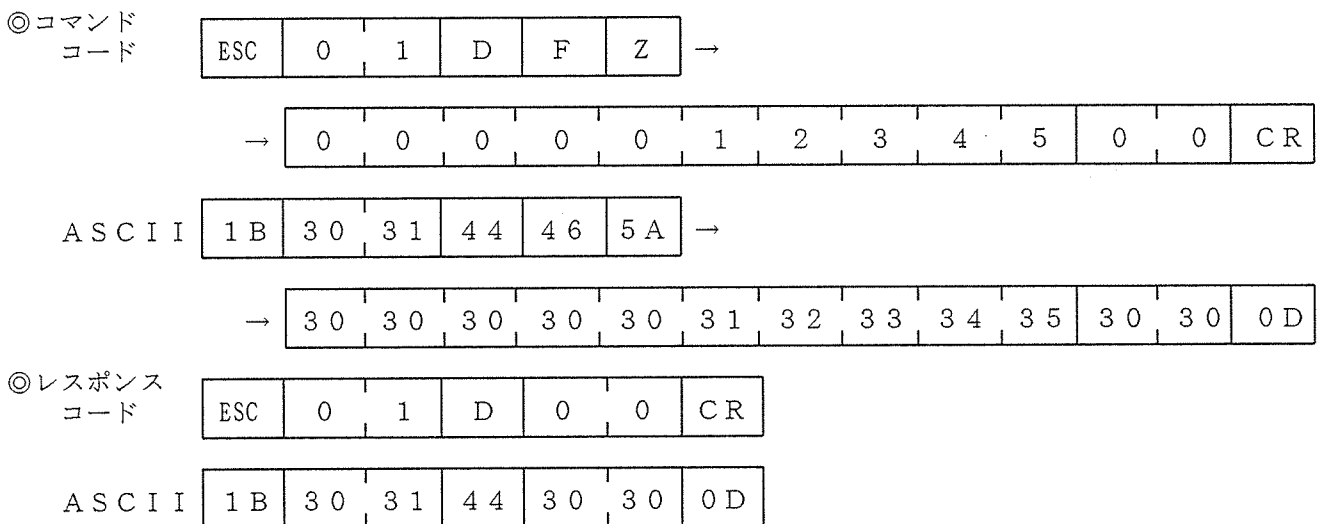 ◎コマンド
コード ESC 0 1 D F Z →
→ 0 0 0 0 0 1 2 3 4 5 0 0 CR
ASCII 1B 30 31 44 46 5A →
→ 30 30 30 30 30 31 32 33 34 35 30 30 0D
◎レスポンス
コード ESC 0 1 D 0 0 CR
ASCII 1B 30 31 44 30 30 0D